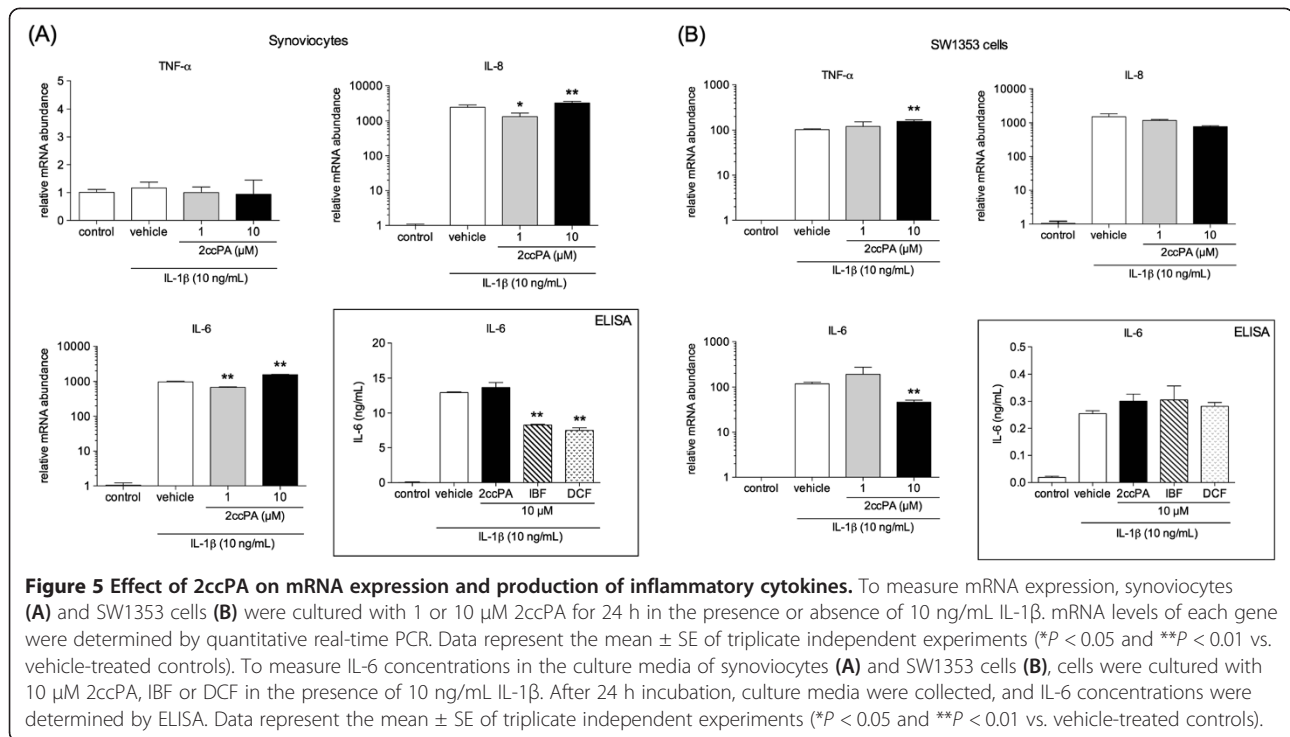 (A)
Synoviocytes
TNF-α
relative mRNA abundance
5
4
3
2
1
0
control
vehicle
1
10
2ccPA (µM)
IL-1β (10 ng/mL)
IL-8
relative mRNA abundance
10000
1000
100
10
1
*
**
control
vehicle
1
10
2ccPA (µM)
IL-1β (10 ng/mL)
IL-6
relative mRNA abundance
10000
1000
100
10
1
**
**
control
vehicle
1
10
2ccPA (µM)
IL-1β (10 ng/mL)
ELISA
IL-6
IL-6 (ng/mL)
20
15
10
5
0
**
**
control
vehicle
2ccPA
IBF
DCF
10 µM
IL-1β (10 ng/mL)
(B)
SW1353 cells
TNF-α
relative mRNA abundance
1000
100
10
1
**
control
vehicle
1
10
2ccPA (µM)
IL-1β (10 ng/mL)
IL-8
relative mRNA abundance
10000
1000
100
10
1
control
vehicle
1
10
2ccPA (µM)
IL-1β (10 ng/mL)
IL-6
relative mRNA abundance
1000
100
10
1
**
control
vehicle
1
10
2ccPA (µM)
IL-1β (10 ng/mL)
ELISA
IL-6
IL-6 (ng/mL)
0.5
0.4
0.3
0.2
0.1
0.0
control
vehicle
2ccPA
IBF
DCF
10 µM
IL-1β (10 ng/mL)
Figure 5 Effect of 2ccPA on mRNA expression and production of inflammatory cytokines. To measure mRNA expression, synoviocytes
(A) and SW1353 cells (B) were cultured with 1 or 10 µM 2ccPA for 24 h in the presence or absence of 10 ng/mL IL-1β. mRNA levels of each gene
were determined by quantitative real-time PCR. Data represent the mean ± SE of triplicate independent experiments (*P < 0.05 and **P < 0.01 vs.
vehicle-treated controls). To measure IL-6 concentrations in the culture media of synoviocytes (A) and SW1353 cells (B), cells were cultured with
10 µM 2ccPA, IBF or DCF in the presence of 10 ng/mL IL-1β. After 24 h incubation, culture media were collected, and IL-6 concentrations were
determined by ELISA. Data represent the mean ± SE of triplicate independent experiments (*P < 0.05 and **P < 0.01 vs. vehicle-treated controls).